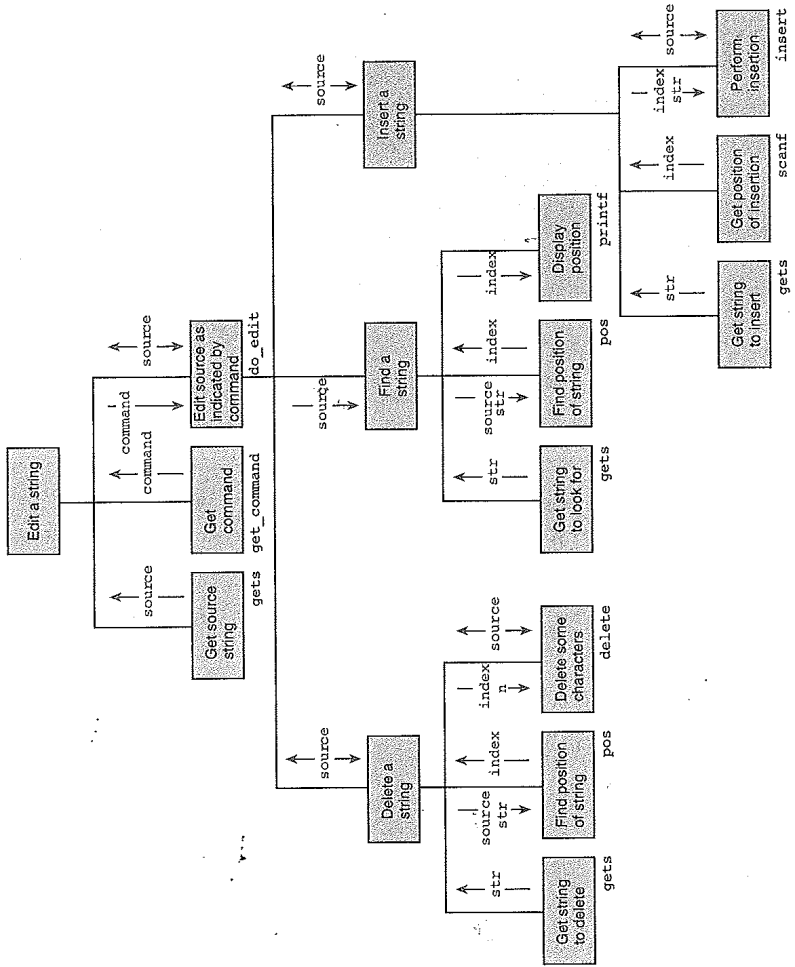 Edit a string
source
command
command
source
Get source
string
Get
command
Edit source as
indicated by
command
gets
get_command
do_edit
source
source
source
Delete a
string
Find a
string
Insert a
string
str
source
str
index
index
n
source
str
source
str
index
index
Get string
to delete
Find position
of string
Delete some
characters
Get string
to look for
Find position
of string
Display
position
gets
pos
delete
gets
pos
printf
str
index
index
str
source
Get string
to insert
Get position
of insertion
Perform
insertion
gets
scanf
insert